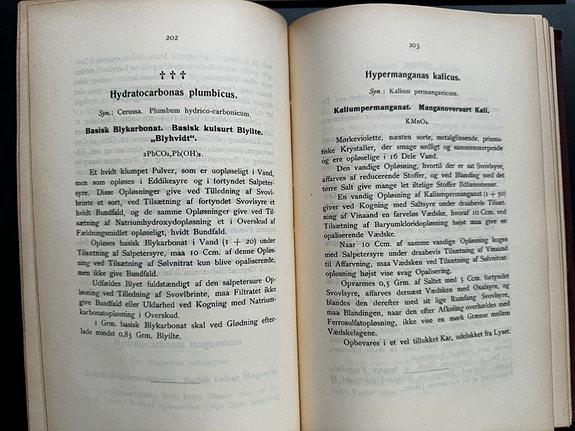 202
† † †
Hydratocarbonas plumbicus.
Syn.: Cerussa. Plumbum hydrico-carbonicum.
Basisk Blykarbonat. Basisk kulsurt Blyilte.
„Blyhvidt“.
2PbCO₃,Pb(OH)₂.
Et hvidt klumpet Pulver, som er uopløseligt i Vand,
men som opløses i Eddikesyre og i fortyndet Salpeter-
syre. Disse Opløsninger give ved Tilledning af Svovl-
brinte et sort, ved Tilsætning af fortyndet Svovlsyre et
hvidt Bundfald, og de samme Opløsninger give ved Til-
sætning af Natriumhydroxydopløsning et i Overskud af
Fældningsmidlet opløseligt, hvidt Bundfald.
Opløses basisk Blykarbonat i Vand (1 + 20) under
Tilsætning af Salpetersyre, maa 10 Ccm. af denne Opløs-
ning ved Tilsætning af Sølvnitrat kun blive opaliserende,
men ikke give Bundfald.
Udfældes Blyet fuldstændigt af den salpetersure Op-
løsning ved Tilledning af Svovlbrinte, maa Filtratet ikke
give Bundfald eller Uklarhed ved Kogning med Natrium-
karbonatopløsning i Overskud.
1 Grm. basisk Blykarbonat skal ved Glødning efter-
lade mindst 0,85 Grm. Blyilte.
203
Hypermanganas kalicus.
Syn.: Kalium permanganicum.
Kaliumpermanganat. Manganoversurt Kali.
KMnO₄.
Mørkeviolette, næsten sorte, metalglinsende, prisma-
tiske Krystaller, der smage sødligt og sammensnerpende
og ere opløselige i 16 Dele Vand.
Den vandige Opløsning, hvortil der er sat Svovlsyre,
affarves af reducerende Stoffer, og ved Blanding med det
tørre Salt give mange let iltelige Stoffer Ildfænomener.
En vandig Opløsning af Kaliumpermanganat (1 + 50)
giver ved Kogning med Saltsyre under draabevis Tilsæt-
ning af Vinaand en farveløs Vædske, hvoraf 10 Ccm. ved
Tilsætning af Baryumkloridopløsning højst maa give en
opaliserende Vædske.
Naar 10 Ccm. af samme vandige Opløsning koges
med Salpetersyre under draabevis Tilsætning af Vinaand
til Affarvning, maa Vædsken ved Tilsætning af Sølvnitrat-
opløsning højst vise svag Opalisering.
Opvarmes 0,5 Grm. af Saltet med 5 Ccm. fortyndet
Svovlsyre, affarves dernæst Vædsken med Oxalsyre, og
blandes den derefter med sit lige Rumfang Svovlsyre,
maa Blandingen, naar den efter Afkøling overhældes med
Ferrosulfatopløsning, ikke vise en mørk Grænse mellem
Vædskelagene.
Opbevares i et vel tillukket Kar, udelukket fra Lyset.